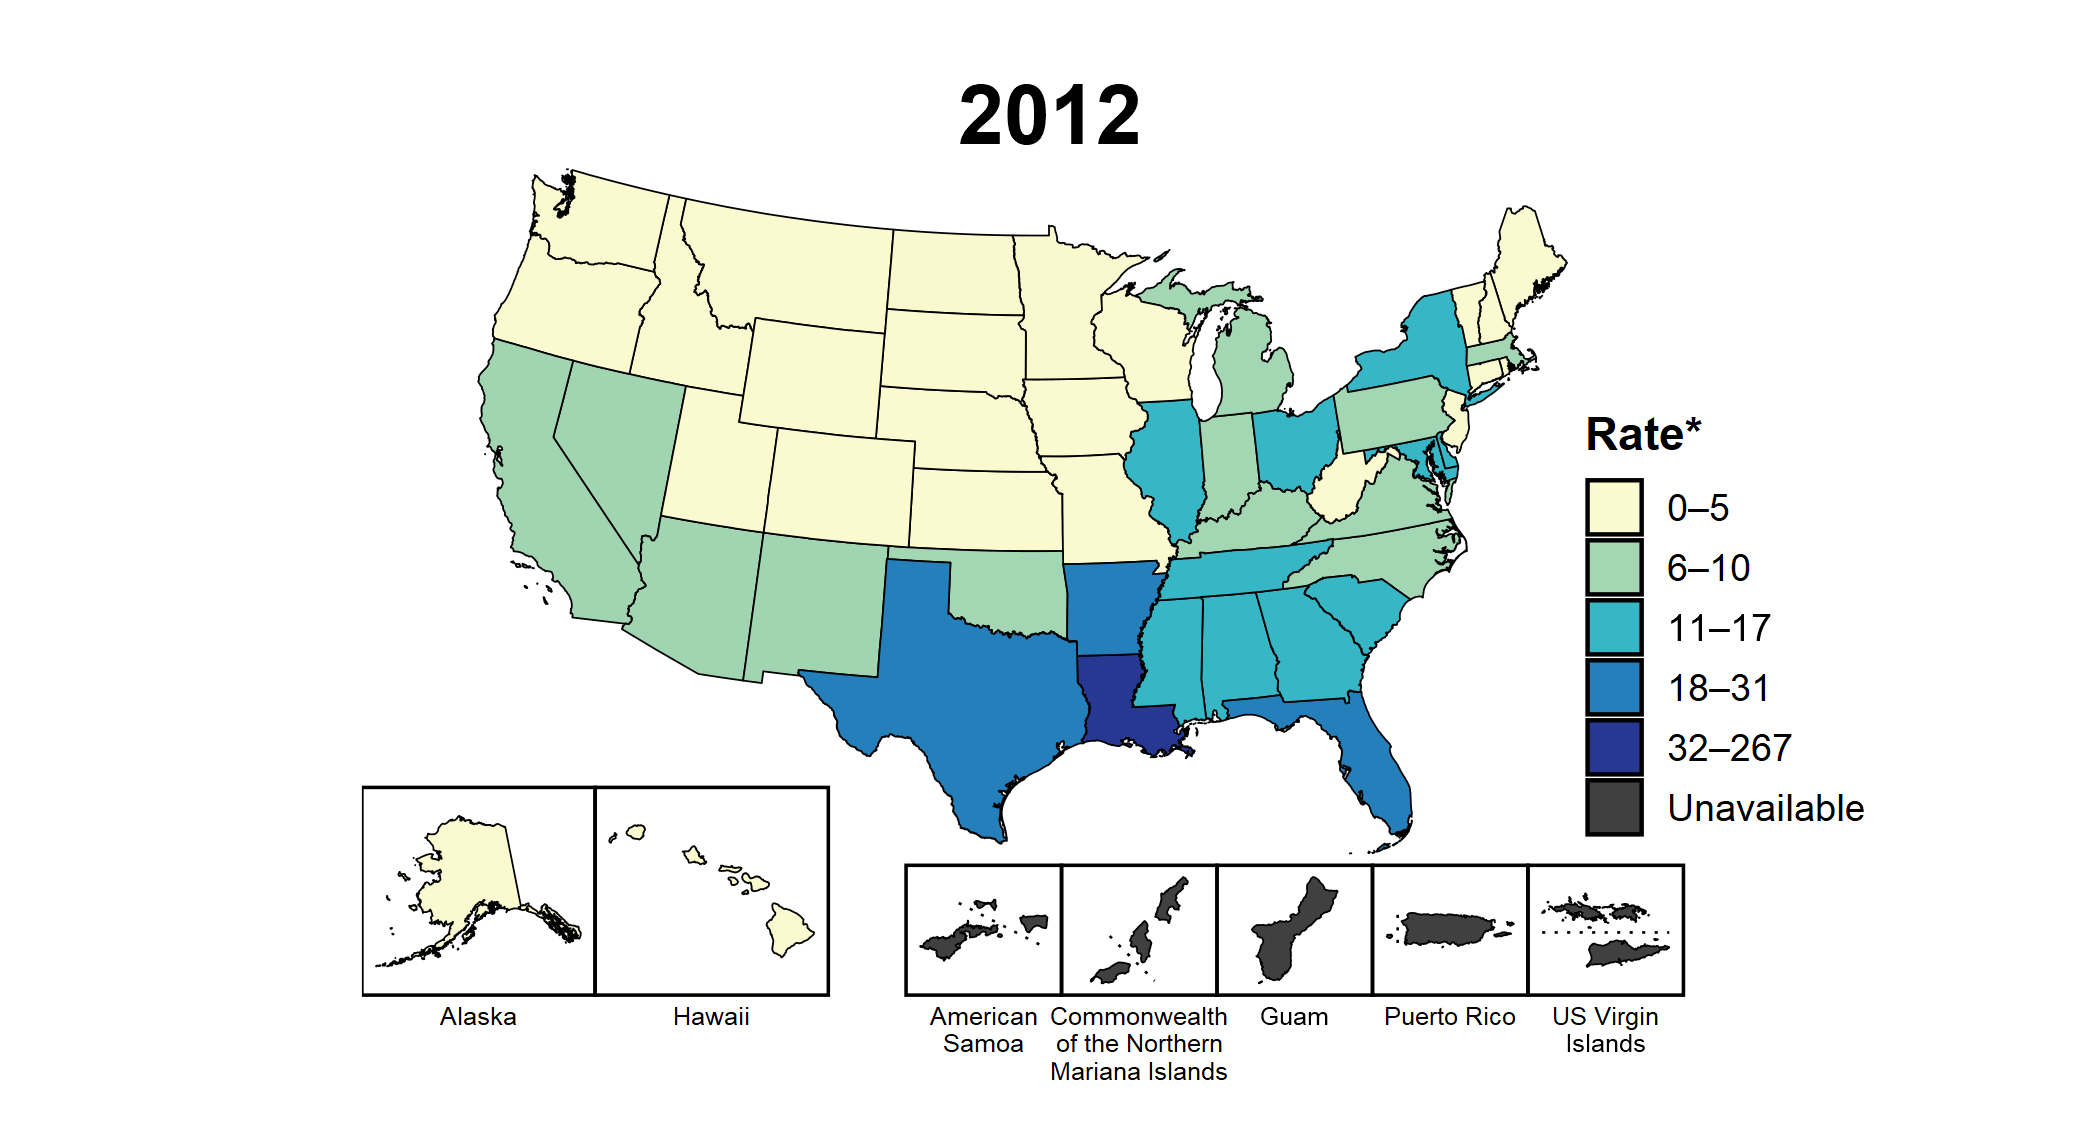 2012
Rate*
0–5
6–10
11–17
18–31
32–267
Unavailable
Alaska
Hawaii
American
Samoa
Commonwealth
of the Northern
Mariana Islands
Guam
Puerto Rico
US Virgin
Islands